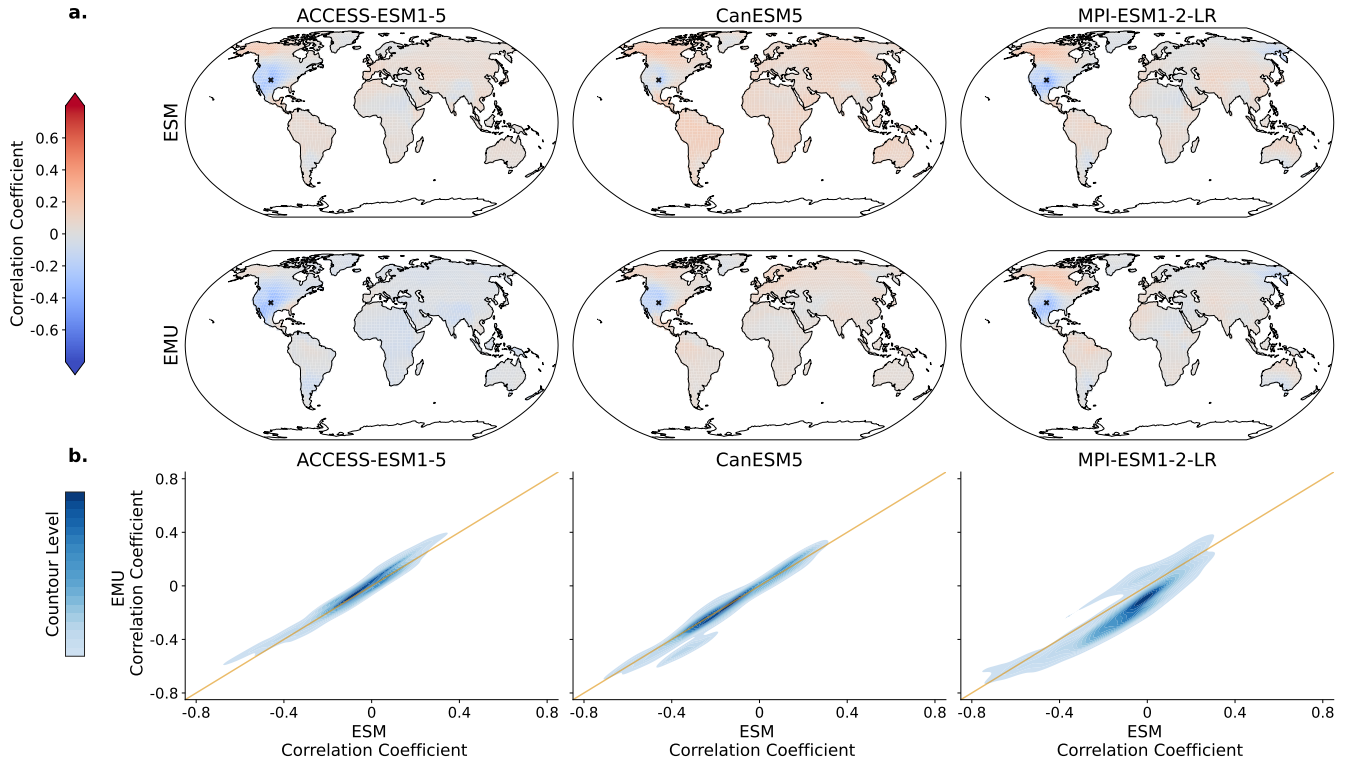 a.
ACCESS-ESM1-5
CanESM5
MPI-ESM1-2-LR
Correlation Coefficient
0.6
0.4
0.2
0
-0.2
-0.4
-0.6
ESM
EMU
b.
ACCESS-ESM1-5
CanESM5
MPI-ESM1-2-LR
Countour Level
EMU
Correlation Coefficient
0.8
0.4
0
-0.4
-0.8
-0.8 -0.4 0 0.4 0.8
-0.8 -0.4 0 0.4 0.8
-0.8 -0.4 0 0.4 0.8
ESM
Correlation Coefficient
ESM
Correlation Coefficient
ESM
Correlation Coefficient